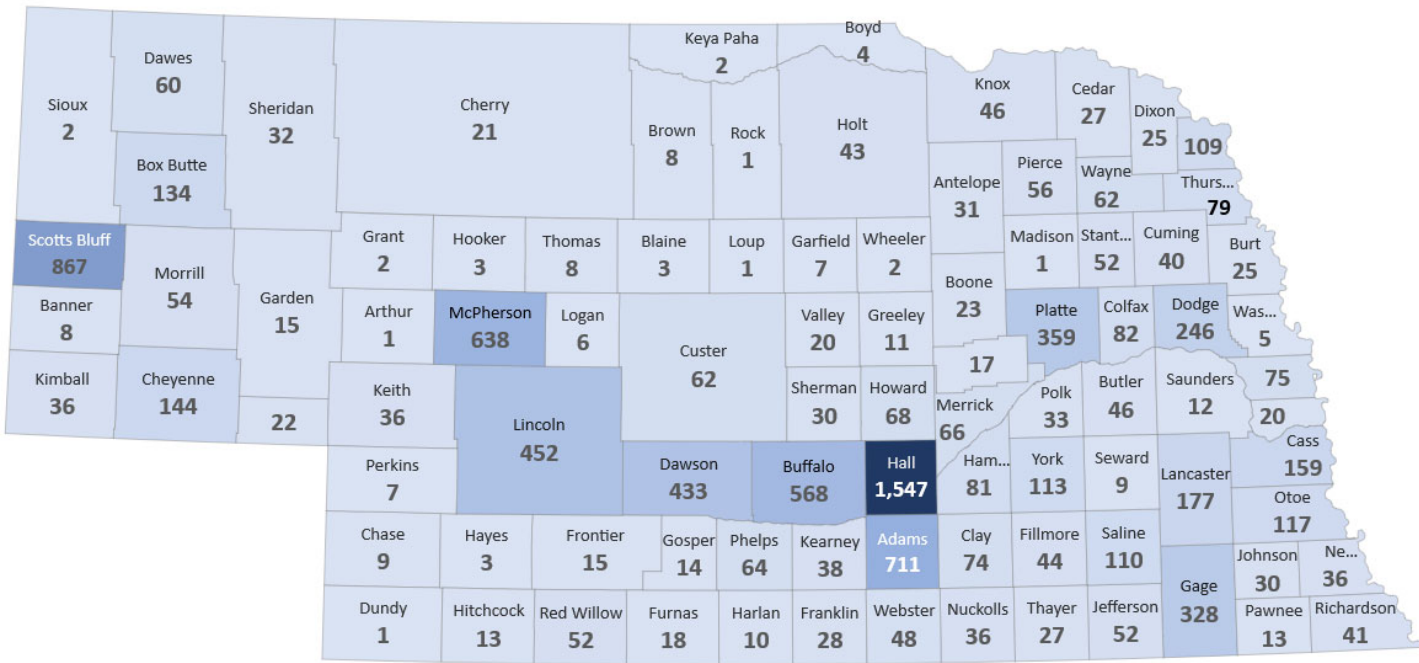 Sioux
2
Dawes
60
Sheridan
32
Cherry
21
Keya Paha
2
Boyd
4
Box Butte
134
Brown
8
Rock
1
Holt
43
Knox
46
Cedar
27
Dixon
25
109
Antelope
31
Pierce
56
Wayne
62
Thurs...
79
Scotts Bluff
867
Morrill
54
Garden
15
Grant
2
Hooker
3
Thomas
8
Blaine
3
Loup
1
Garfield
7
Wheeler
2
Madison
1
Stant...
52
Cuming
40
Burt
25
Banner
8
Arthur
1
McPherson
638
Logan
6
Custer
62
Valley
20
Greeley
11
Boone
23
Platte
359
Colfax
82
Dodge
246
Was...
5
Kimball
36
Cheyenne
144
22
Keith
36
Lincoln
452
Sherman
30
Howard
68
17
Merrick
66
Polk
33
Butler
46
Saunders
12
75
20
Perkins
7
Dawson
433
Buffalo
568
Hall
1,547
Ham...
81
York
113
Seward
9
Lancaster
177
Cass
159
Otoe
117
Chase
9
Hayes
3
Frontier
15
Gosper
14
Phelps
64
Kearney
38
Adams
711
Clay
74
Fillmore
44
Saline
110
Gage
328
Johnson
30
Ne...
36
Dundy
1
Hitchcock
13
Red Willow
52
Furnas
18
Harlan
10
Franklin
28
Webster
48
Nuckolls
36
Thayer
27
Jefferson
52
Pawnee
13
Richardson
41